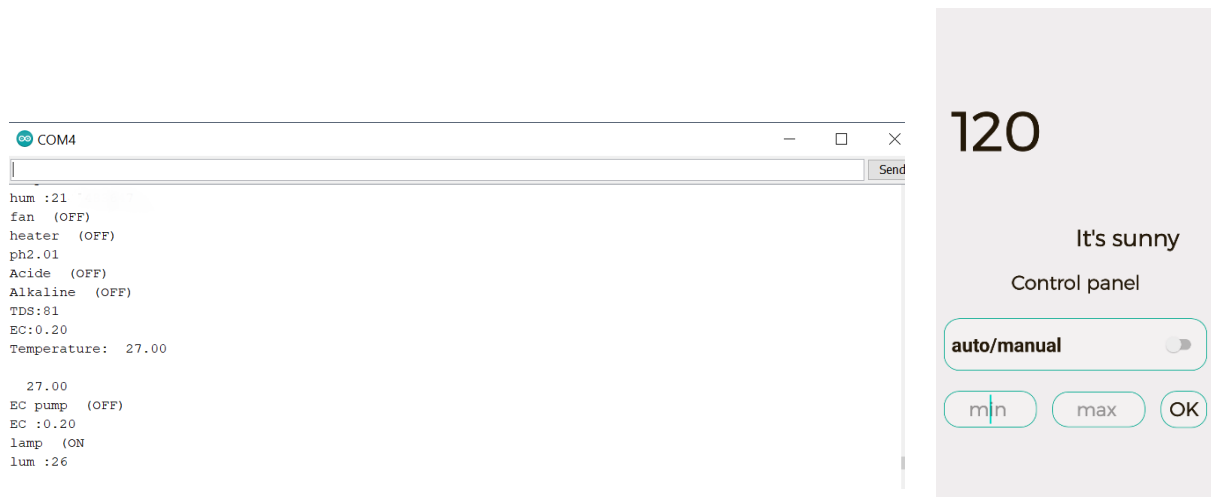 COM4
Send
hum :21
fan (OFF)
heater (OFF)
ph2.01
Acide (OFF)
Alkaline (OFF)
TDS:81
EC:0.20
Temperature: 27.00
27.00
EC pump (OFF)
EC :0.20
lamp (ON
lum :26
120
It's sunny
Control panel
auto/manual
min max OK